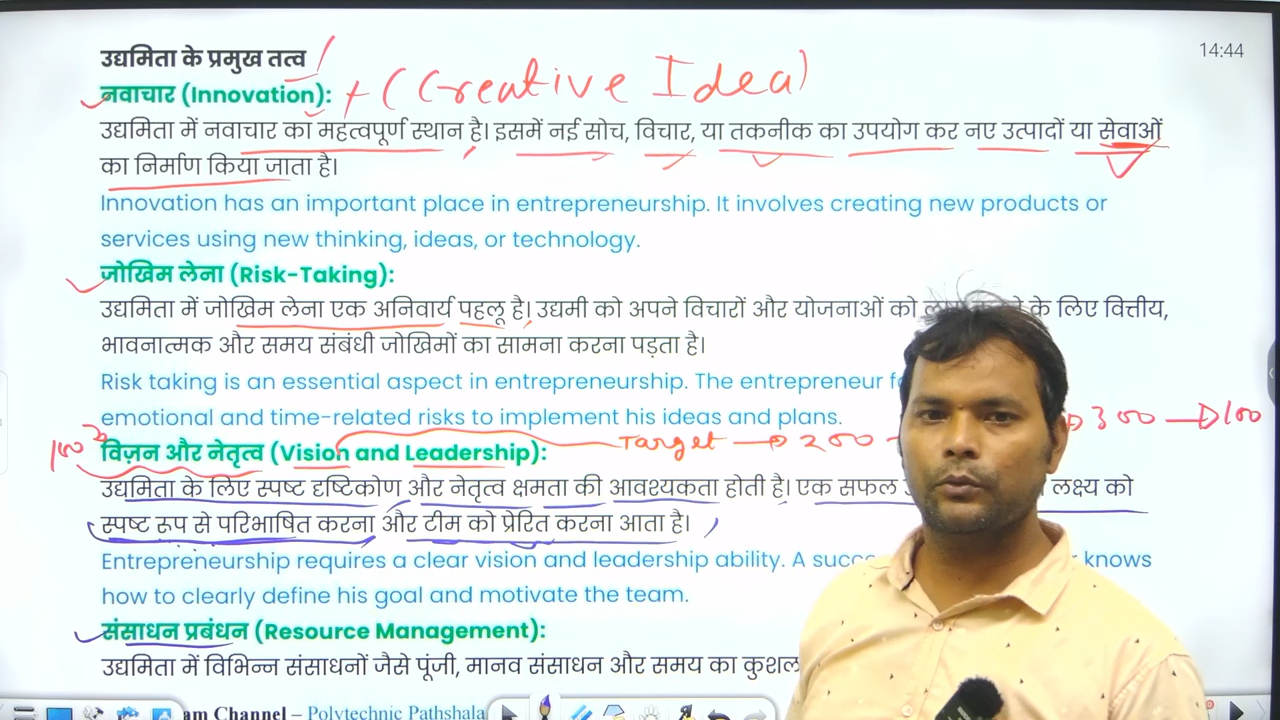 14:44
उद्यमिता के प्रमुख तत्व
नवाचार (Innovation): + (Creative Idea)
उद्यमिता में नवाचार का महत्वपूर्ण स्थान है। इसमें नई सोच, विचार, या तकनीक का उपयोग कर नए उत्पादों या सेवाओं
का निर्माण किया जाता है।
Innovation has an important place in entrepreneurship. It involves creating new products or
services using new thinking, ideas, or technology.
जोखिम लेना (Risk-Taking):
उद्यमिता में जोखिम लेना एक अनिवार्य पहलू है। उद्यमी को अपने विचारों और योजनाओं को के लिए वित्तीय,
भावनात्मक और समय संबंधी जोखिमों का सामना करना पड़ता है।
Risk taking is an essential aspect in entrepreneurship. The entrepreneur
emotional and time-related risks to implement his ideas and plans.
विज़न और नेतृत्व (Vision and Leadership): Target → 200 → 300 → 100
उद्यमिता के लिए स्पष्ट दृष्टिकोण और नेतृत्व क्षमता की आवश्यकता होती है। एक सफल लक्ष्य को
स्पष्ट रूप से परिभाषित करना और टीम को प्रेरित करना आता है।
Entrepreneurship requires a clear vision and leadership ability. A knows
how to clearly define his goal and motivate the team.
संसाधन प्रबंधन (Resource Management):
उद्यमिता में विभिन्न संसाधनों जैसे पूंजी, मानव संसाधन और समय का कुशल
am Channel – Polytechnic Pathshala